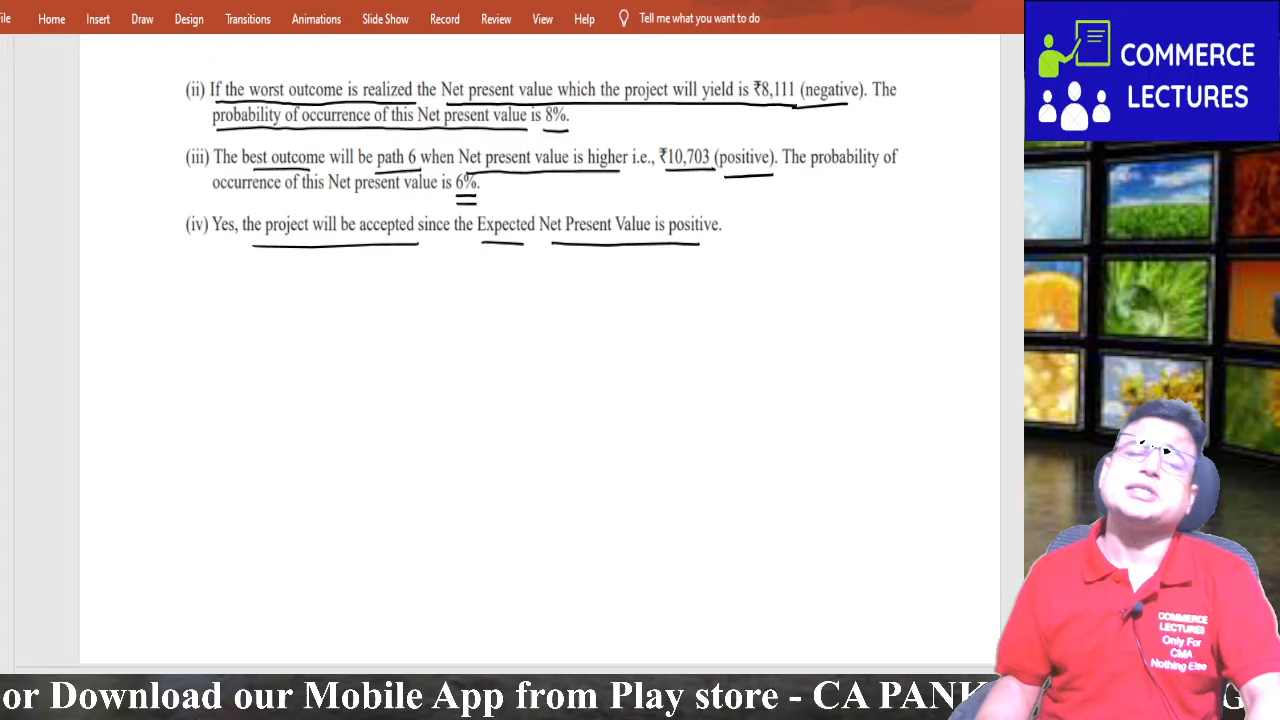 ile Home Insert Draw Design Transitions Animations Slide Show Record Review View Help Tell me what you want to do
COMMERCE
LECTURES
(ii) If the worst outcome is realized the Net present value which the project will yield is ₹8,111 (negative). The
probability of occurrence of this Net present value is 8%.
(iii) The best outcome will be path 6 when Net present value is higher i.e., ₹10,703 (positive). The probability of
occurrence of this Net present value is 6%.
(iv) Yes, the project will be accepted since the Expected Net Present Value is positive.
COMMERCE
LECTURES
Only For
CMA
Nothing Else
or Download our Mobile App from Play store - CA PANK G